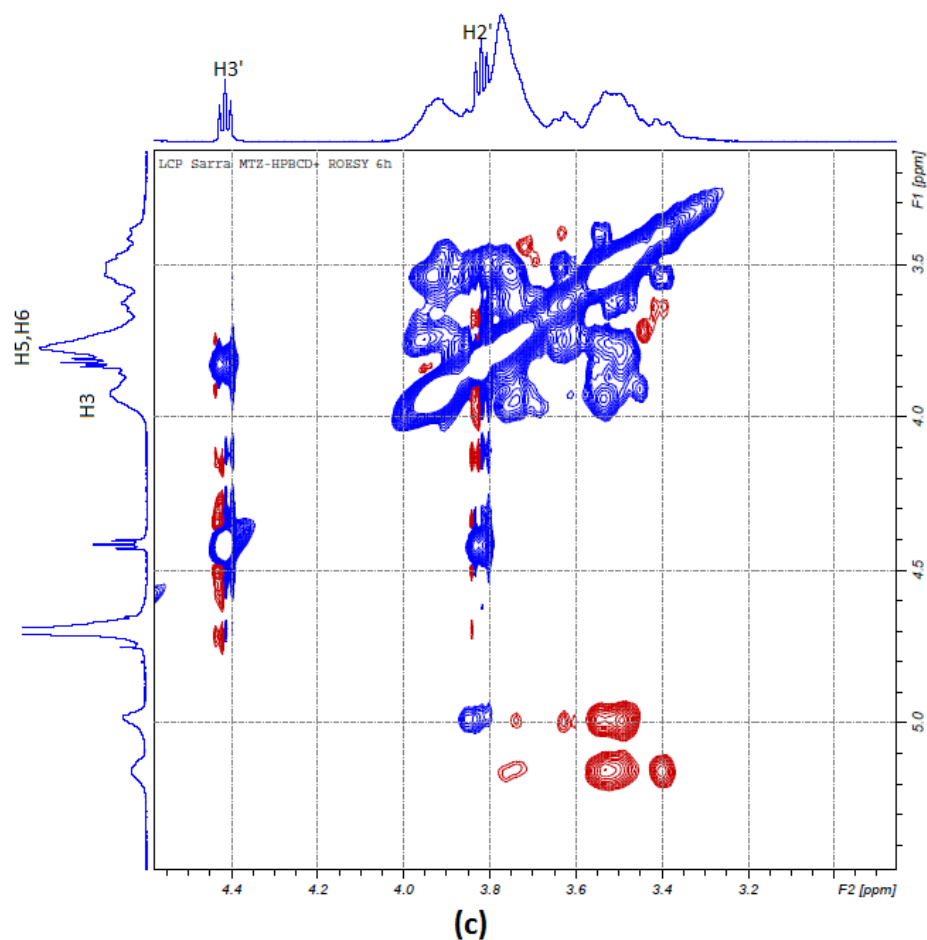 H2'
H3'
LCP Sarra MTZ-HPBCD+ ROESY 6h
F1 [ppm]
3.5
H5,H6
H3
4.0
4.5
5.0
4.4 4.2 4.0 3.8 3.6 3.4 3.2 F2 [ppm]
(c)